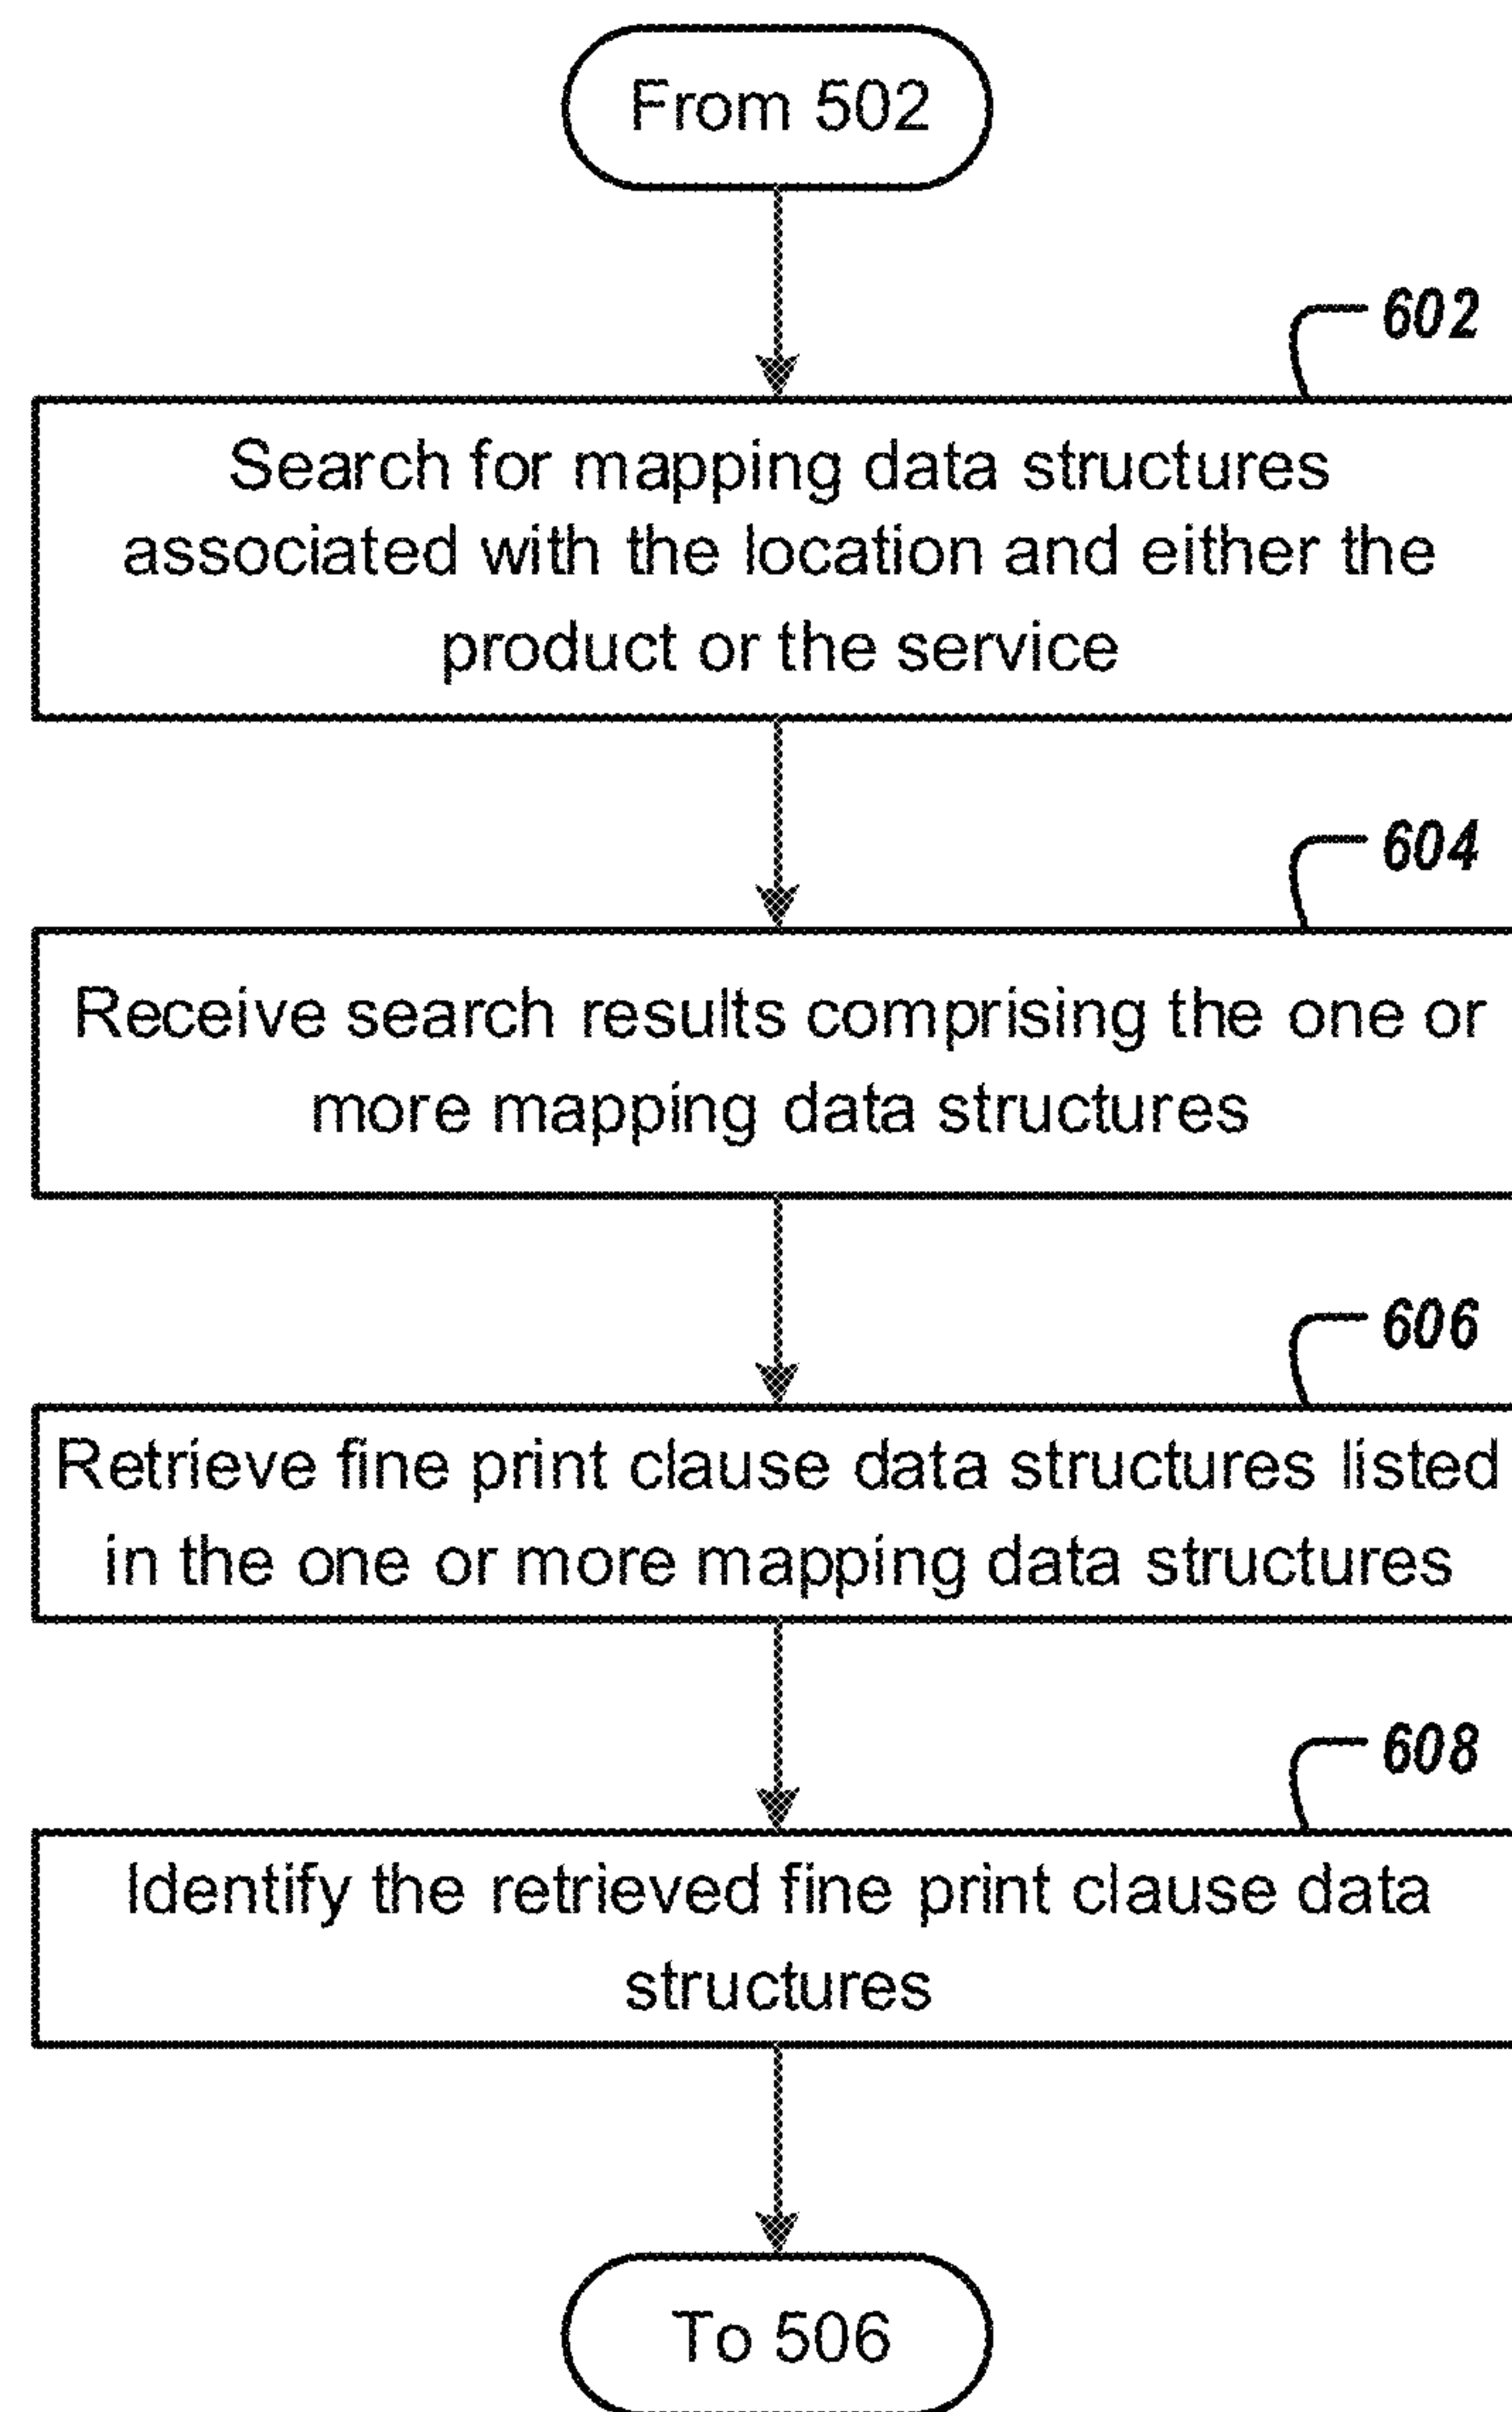 From 502
602
Search for mapping data structures
associated with the location and either the
product or the service
604
Receive search results comprising the one or
more mapping data structures
606
Retrieve fine print clause data structures listed
in the one or more mapping data structures
608
Identify the retrieved fine print clause data
structures
To 506